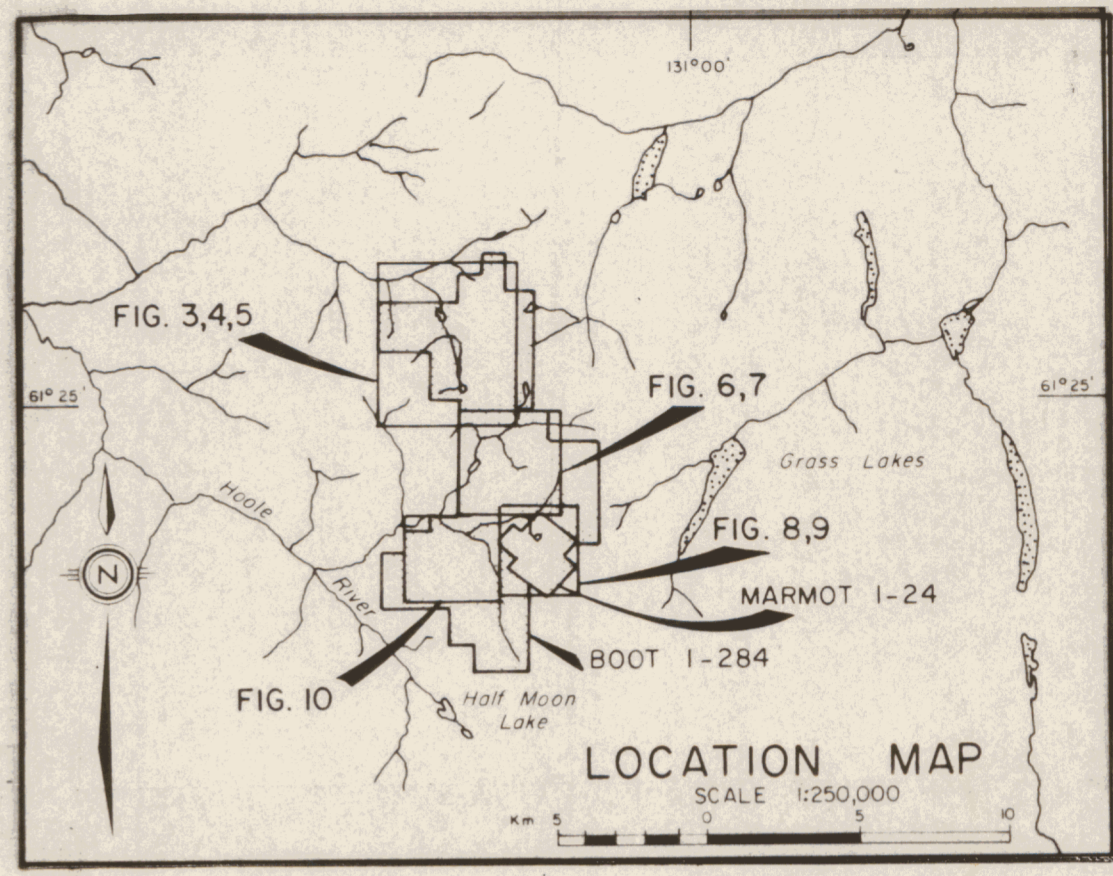 131°00'
FIG. 3,4,5
61° 25'
61° 25'
FIG. 6,7
Grass Lakes
Hoole
River
FIG. 8,9
N
MARMOT 1-24
BOOT 1-284
FIG. 10
Half Moon
Lake
LOCATION MAP
SCALE 1:250,000
Km 5 0 5 10